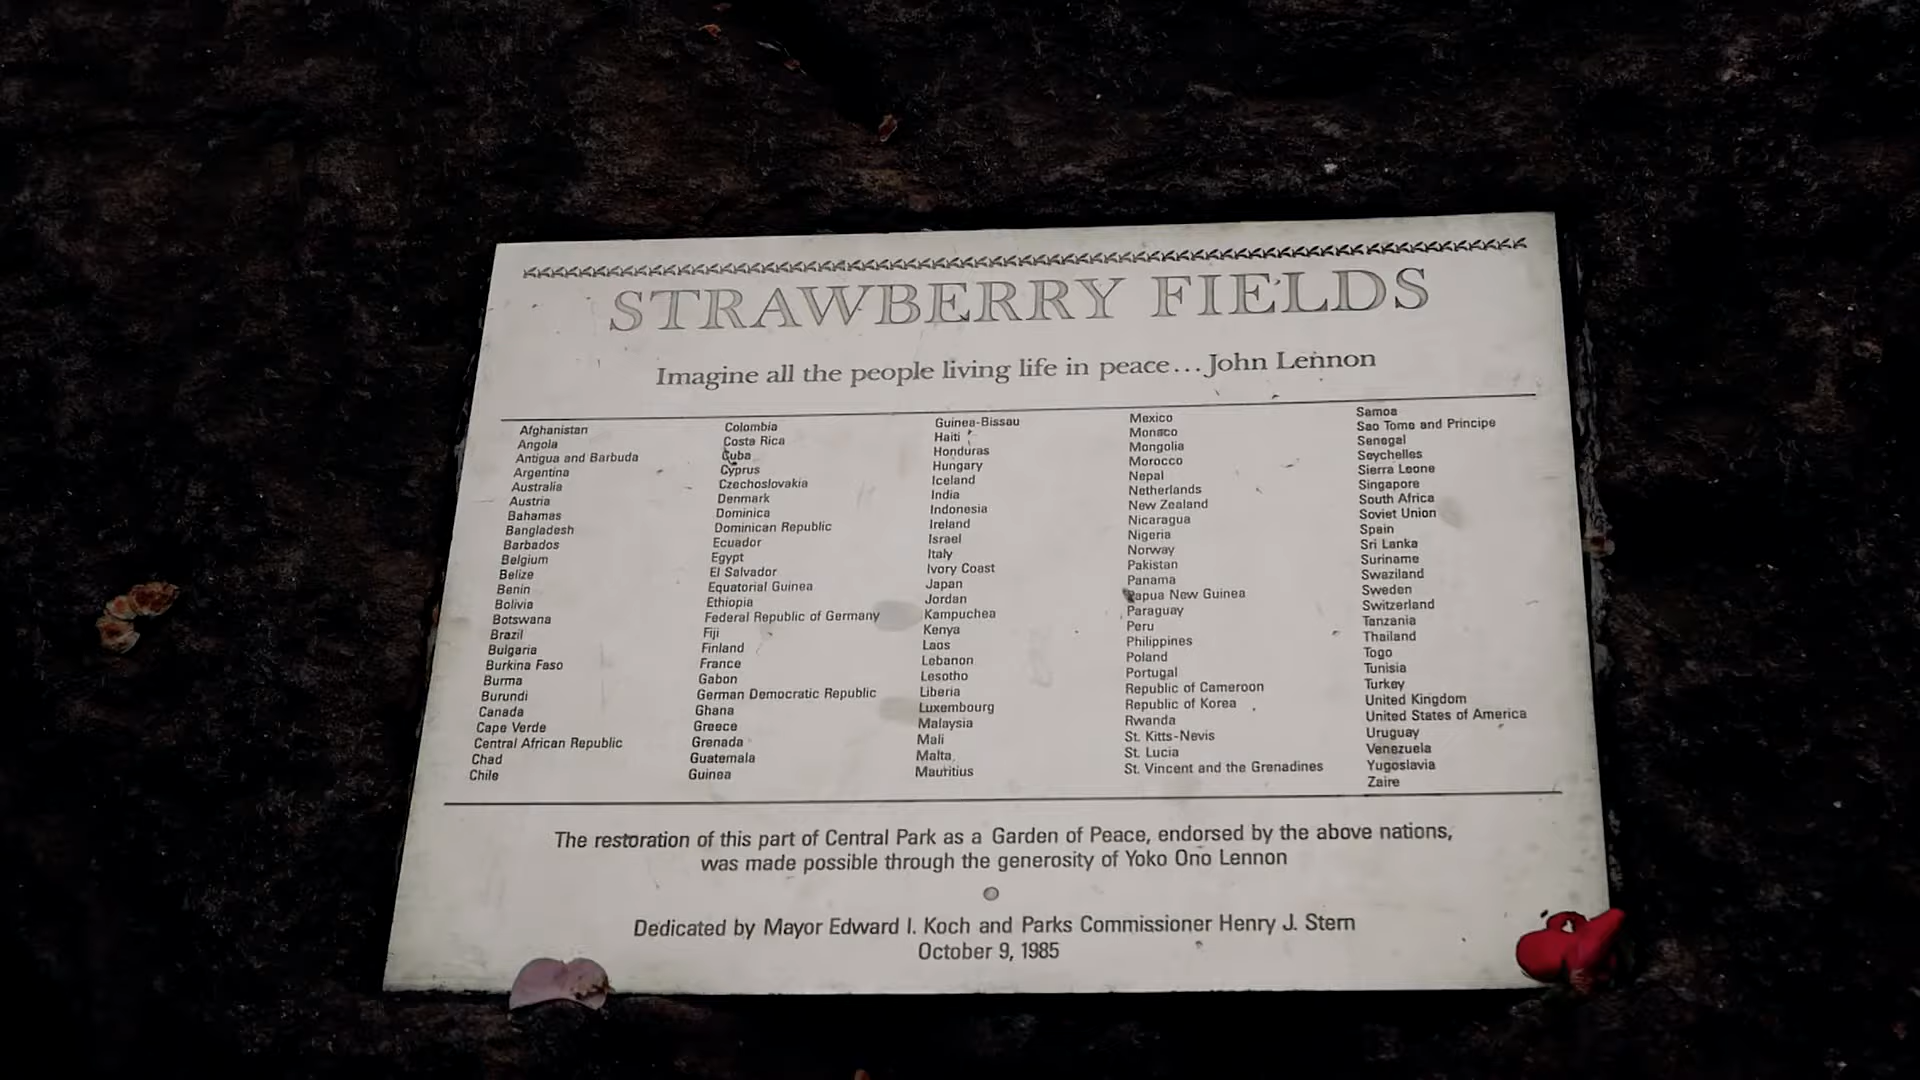 STRAWBERRY FIELDS
Imagine all the people living life in peace...John Lennon
Afghanistan
Angola
Antigua and Barbuda
Argentina
Australia
Austria
Bahamas
Bangladesh
Barbados
Belgium
Belize
Benin
Bolivia
Botswana
Brazil
Bulgaria
Burkina Faso
Burma
Burundi
Canada
Cape Verde
Central African Republic
Chad
Chile
Colombia
Costa Rica
Cuba
Cyprus
Czechoslovakia
Denmark
Dominica
Dominican Republic
Ecuador
Egypt
El Salvador
Equatorial Guinea
Ethiopia
Federal Republic of Germany
Fiji
Finland
France
Gabon
German Democratic Republic
Ghana
Greece
Grenada
Guatemala
Guinea
Guinea-Bissau
Haiti
Honduras
Hungary
Iceland
India
Indonesia
Ireland
Israel
Italy
Ivory Coast
Japan
Jordan
Kampuchea
Kenya
Laos
Lebanon
Lesotho
Liberia
Luxembourg
Malaysia
Mali
Malta
Mauritius
Mexico
Monaco
Mongolia
Morocco
Nepal
Netherlands
New Zealand
Nicaragua
Nigeria
Norway
Pakistan
Panama
Papua New Guinea
Paraguay
Peru
Philippines
Poland
Portugal
Republic of Cameroon
Republic of Korea
Rwanda
St. Kitts-Nevis
St. Lucia
St. Vincent and the Grenadines
Samoa
Sao Tome and Principe
Senegal
Seychelles
Sierra Leone
Singapore
South Africa
Soviet Union
Spain
Sri Lanka
Suriname
Swaziland
Sweden
Switzerland
Tanzania
Thailand
Togo
Tunisia
Turkey
United Kingdom
United States of America
Uruguay
Venezuela
Yugoslavia
Zaire
The restoration of this part of Central Park as a Garden of Peace, endorsed by the above nations,
was made possible through the generosity of Yoko Ono Lennon
Dedicated by Mayor Edward I. Koch and Parks Commissioner Henry J. Stern
October 9, 1985